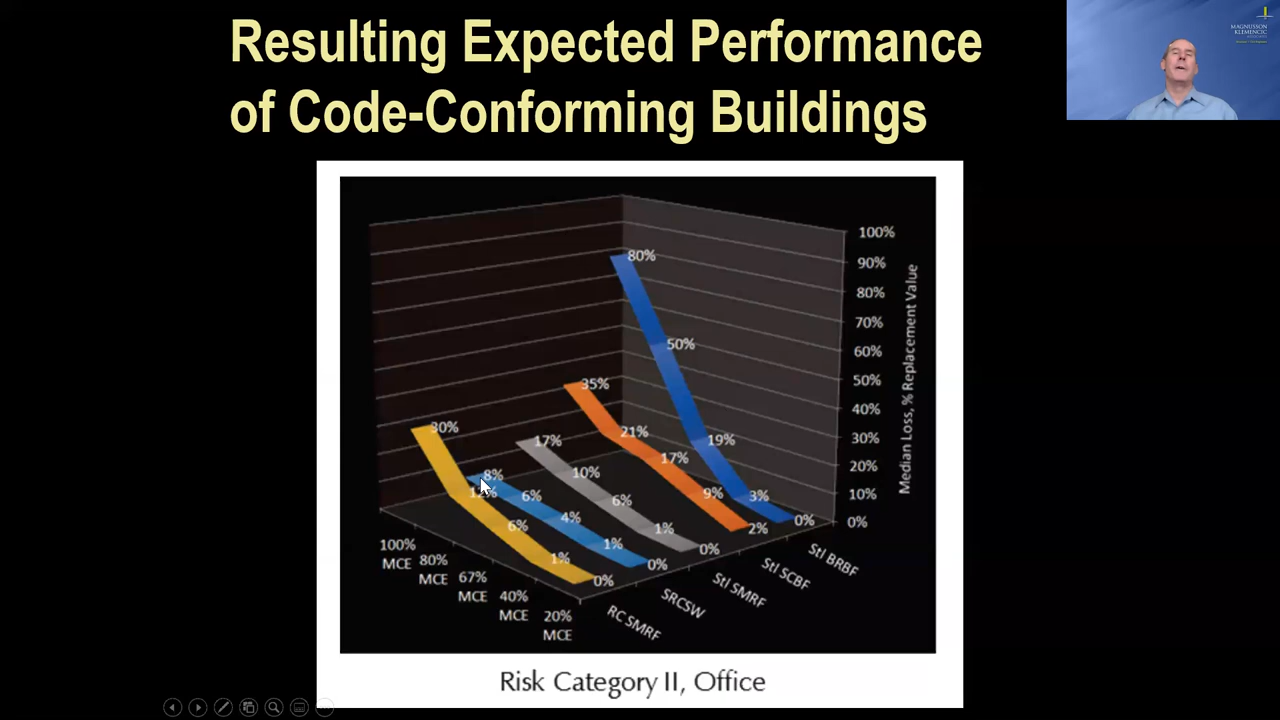 Resulting Expected Performance
of Code-Conforming Buildings
MAGNUSSON
KLEMENCIC
100%
90%
80%
70%
60%
50%
40%
30%
20%
10%
0%
Median Loss, % Replacement Value
80%
50%
19%
3%
0%
35%
21%
17%
9%
2%
17%
10%
6%
1%
0%
8%
6%
4%
1%
0%
30%
12%
6%
1%
0%
100%
MCE
80%
MCE
67%
MCE
40%
MCE
20%
MCE
RC SMRF
SRCSW
Stl SMRF
Stl SCBF
Stl BRBF
Risk Category II, Office